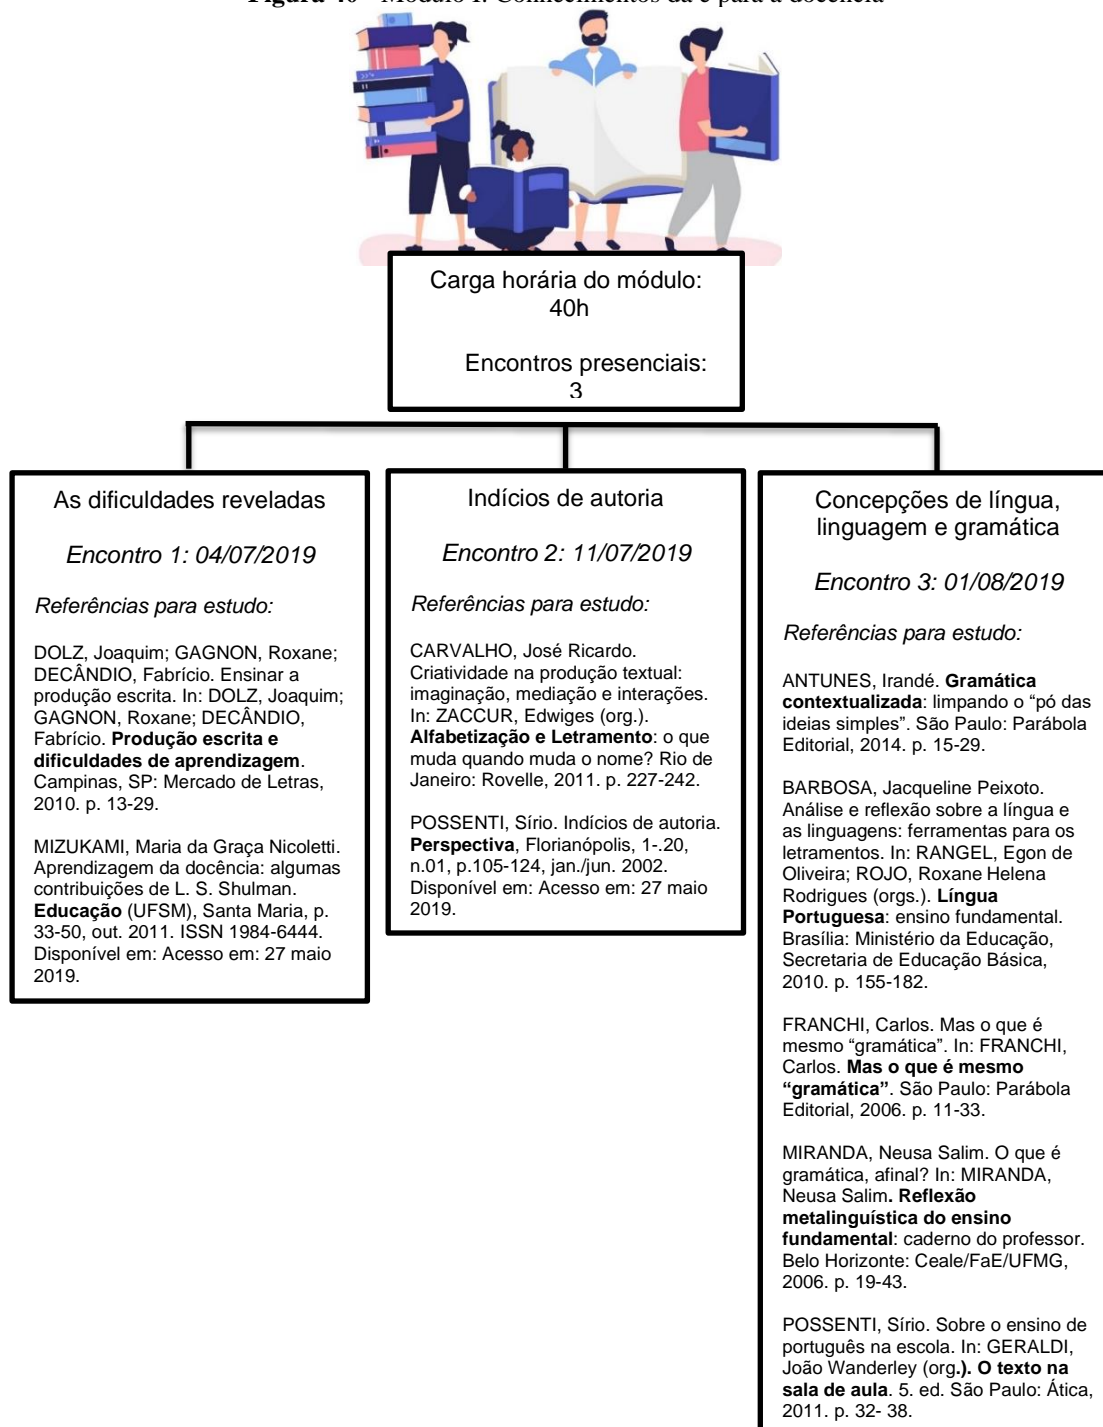 Figura 40 - Módulo I: Conhecimentos da e para a docência
Carga horária do módulo:
40h
Encontros presenciais:
3
As dificuldades reveladas
Encontro 1: 04/07/2019
Referências para estudo:
DOLZ, Joaquim; GAGNON, Roxane;
DECÂNDIO, Fabrício. Ensinar a
produção escrita. In: DOLZ, Joaquim;
GAGNON, Roxane; DECÂNDIO,
Fabrício. Produção escrita e
dificuldades de aprendizagem.
Campinas, SP: Mercado de Letras,
2010. p. 13-29.
MIZUKAMI, Maria da Graça Nicoletti.
Aprendizagem da docência: algumas
contribuições de L. S. Shulman.
Educação (UFSM), Santa Maria, p.
33-50, out. 2011. ISSN 1984-6444.
Disponível em: Acesso em: 27 maio
2019.
Indícios de autoria
Encontro 2: 11/07/2019
Referências para estudo:
CARVALHO, José Ricardo.
Criatividade na produção textual:
imaginação, mediação e interações.
In: ZACCUR, Edwiges (org.).
Alfabetização e Letramento: o que
muda quando muda o nome? Rio de
Janeiro: Rovelle, 2011. p. 227-242.
POSSENTI, Sírio. Indícios de autoria.
Perspectiva, Florianópolis, 1-.20,
n.01, p.105-124, jan./jun. 2002.
Disponível em: Acesso em: 27 maio
2019.
Concepções de língua,
linguagem e gramática
Encontro 3: 01/08/2019
Referências para estudo:
ANTUNES, Irandé. Gramática
contextualizada: limpando o “pó das
ideias simples”. São Paulo: Parábola
Editorial, 2014. p. 15-29.
BARBOSA, Jacqueline Peixoto.
Análise e reflexão sobre a língua e
as linguagens: ferramentas para os
letramentos. In: RANGEL, Egon de
Oliveira; ROJO, Roxane Helena
Rodrigues (orgs.). Língua
Portuguesa: ensino fundamental.
Brasília: Ministério da Educação,
Secretaria de Educação Básica,
2010. p. 155-182.
FRANCHI, Carlos. Mas o que é
mesmo “gramática”. In: FRANCHI,
Carlos. Mas o que é mesmo
“gramática”. São Paulo: Parábola
Editorial, 2006. p. 11-33.
MIRANDA, Neusa Salim. O que é
gramática, afinal? In: MIRANDA,
Neusa Salim. Reflexão
metalinguística do ensino
fundamental: caderno do professor.
Belo Horizonte: Ceale/FaE/UFMG,
2006. p. 19-43.
POSSENTI, Sírio. Sobre o ensino de
português na escola. In: GERALDI,
João Wanderley (org.). O texto na
sala de aula. 5. ed. São Paulo: Ática,
2011. p. 32- 38.